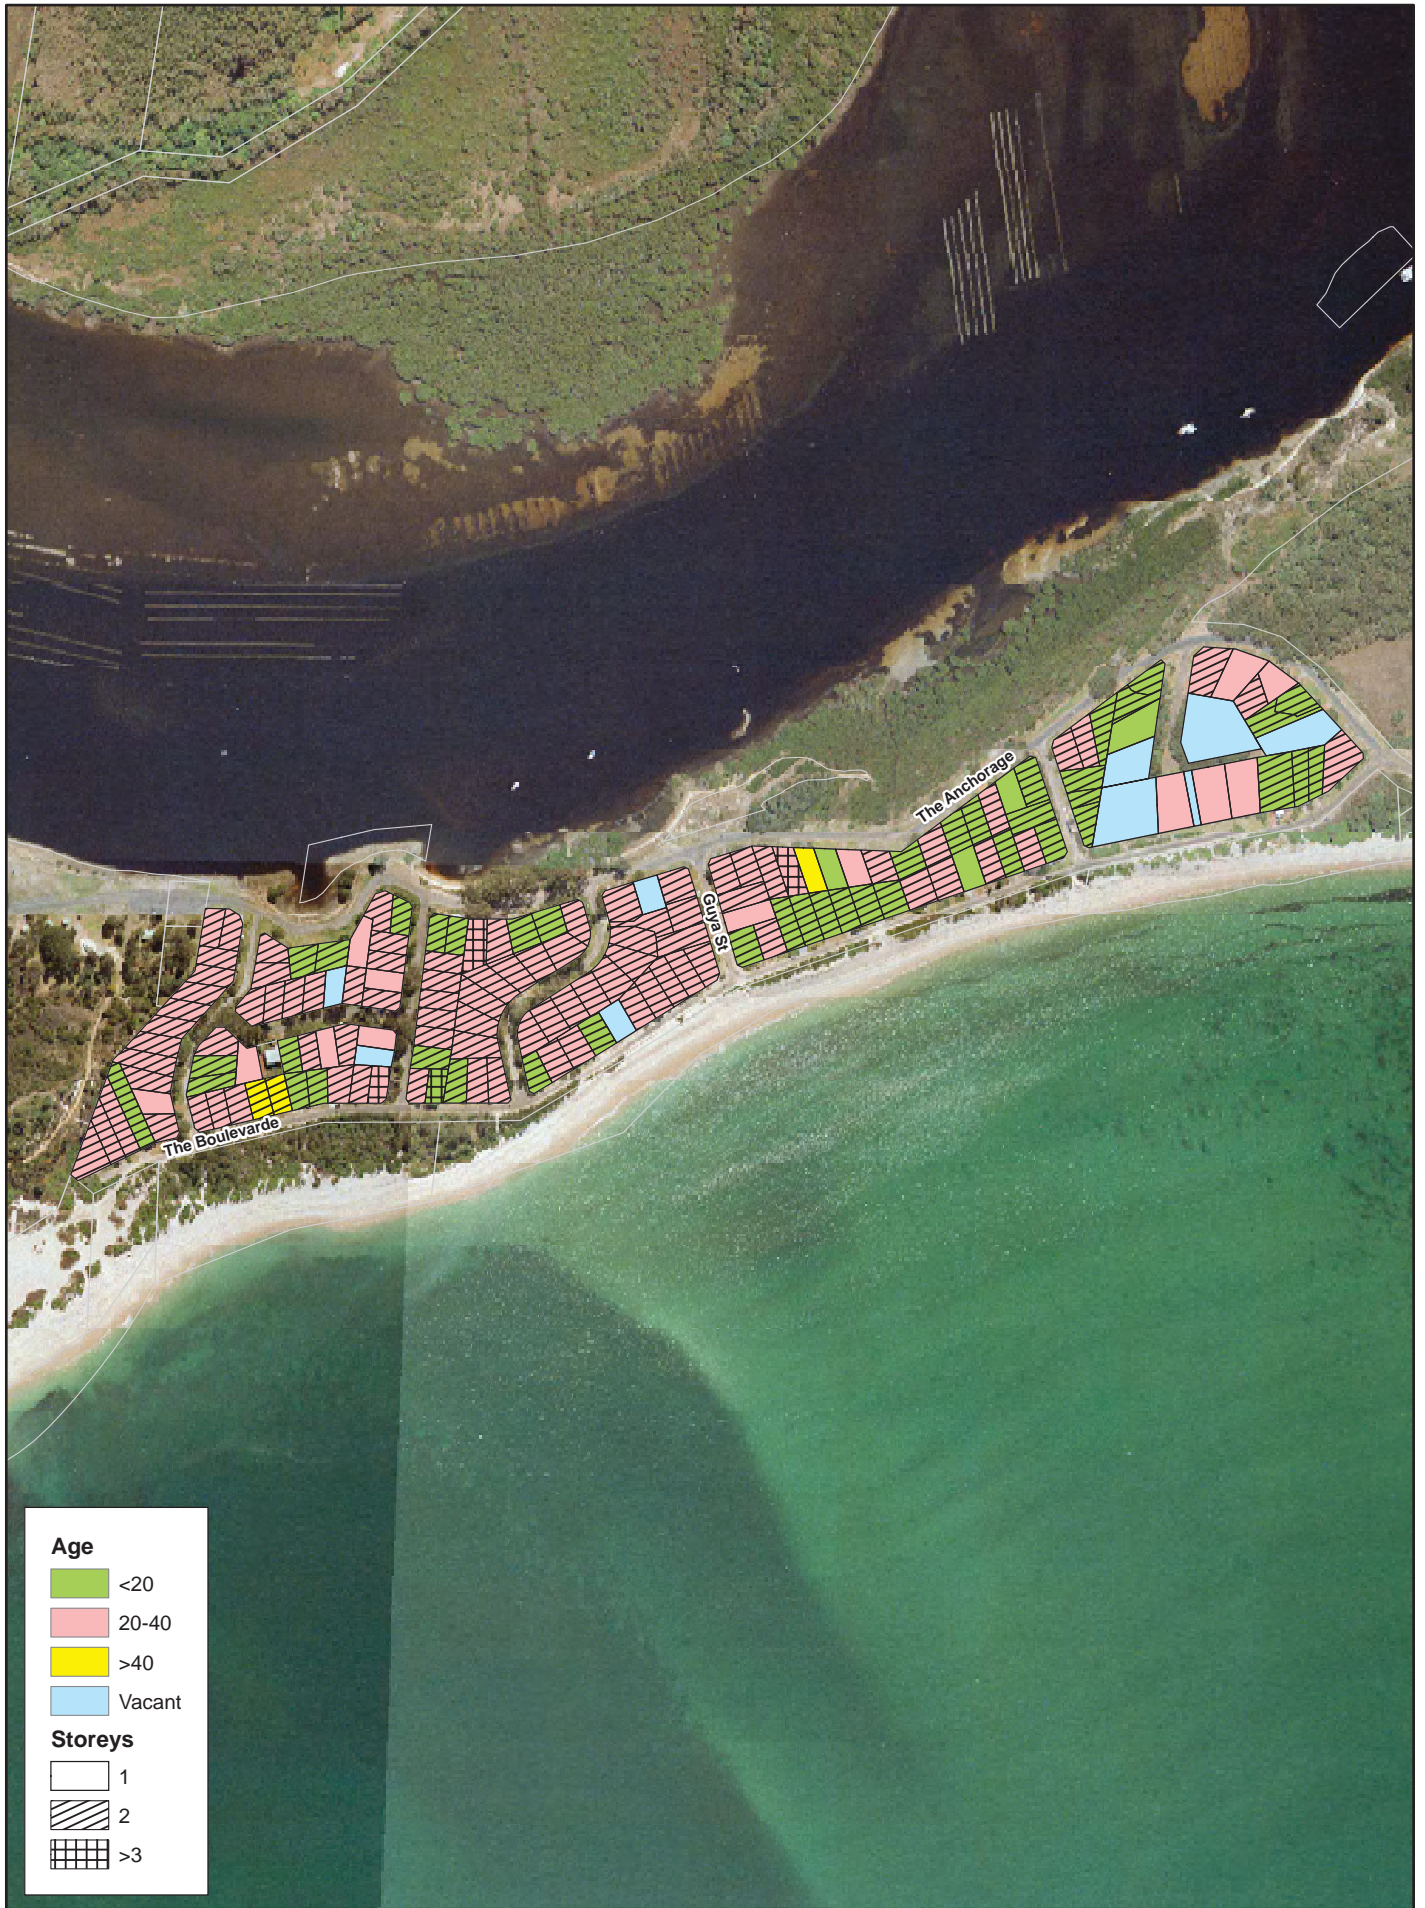 The Anchorage
Guya St
The Boulevarde
Age
<20
20-40
>40
Vacant
Storeys
1
2
>3